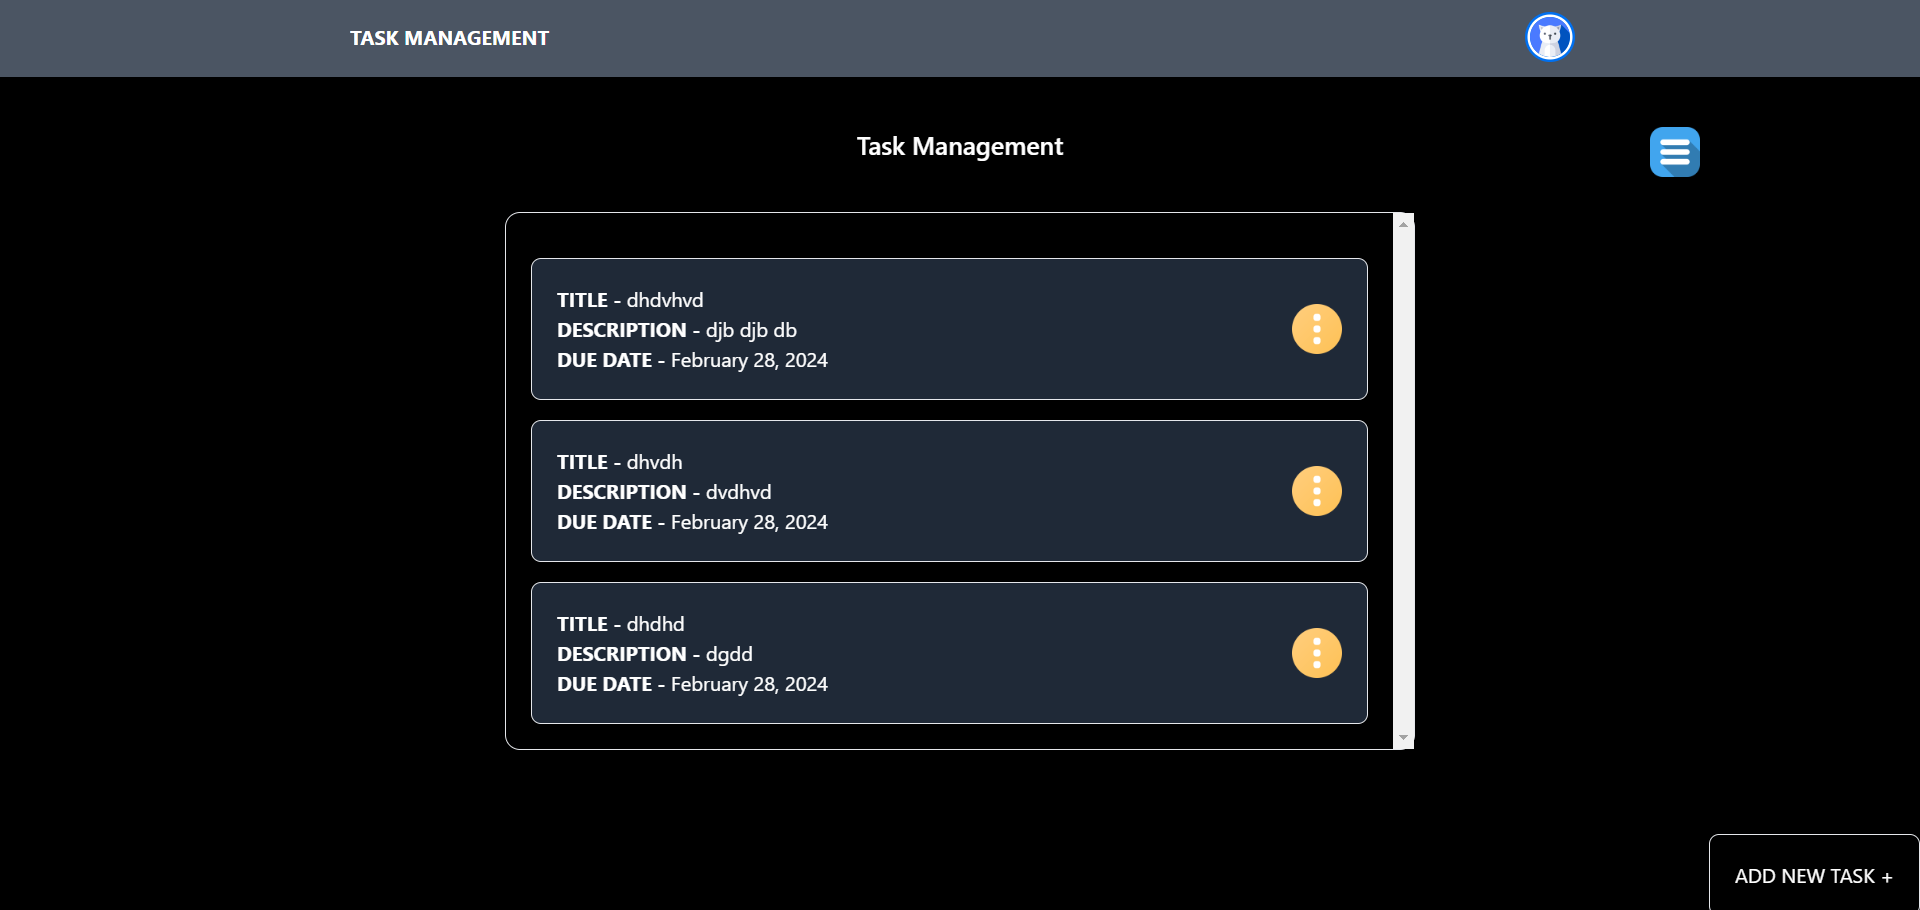 TASK MANAGEMENT
Task Management
TITLE - dhdvhvd
DESCRIPTION - djb djb db
DUE DATE - February 28, 2024
TITLE - dhvdh
DESCRIPTION - dvdhvd
DUE DATE - February 28, 2024
TITLE - dhdhd
DESCRIPTION - dgdd
DUE DATE - February 28, 2024
ADD NEW TASK +